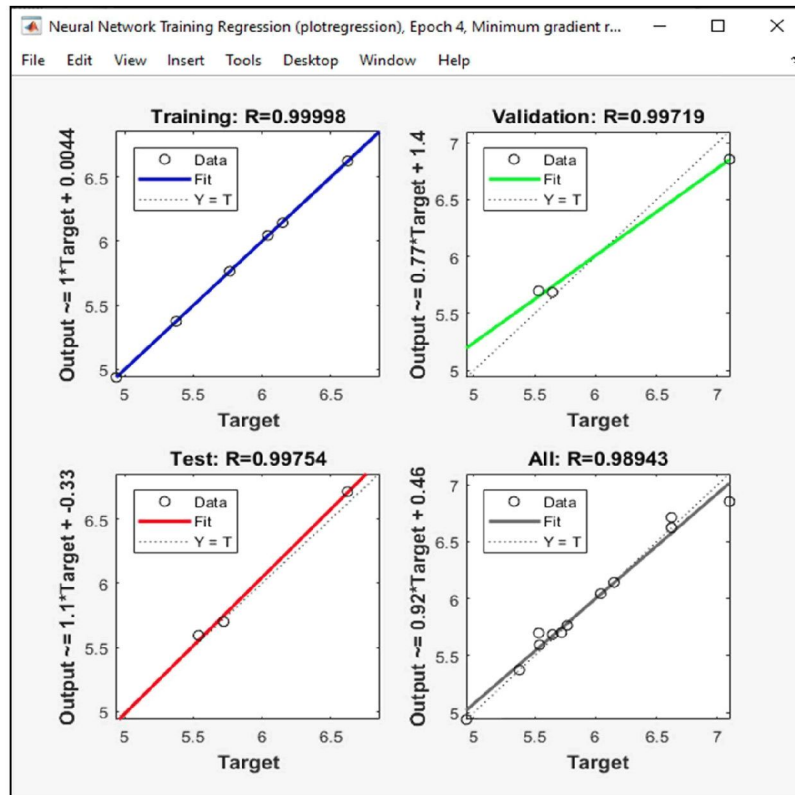 Neural Network Training Regression (plotregression), Epoch 4, Minimum gradient r...
File Edit View Insert Tools Desktop Window Help
Training: R=0.99998
Output ~= 1*Target + 0.0044
Data
Fit
Y = T
6.5
6
5.5
5
5 5.5 6 6.5
Target
Validation: R=0.99719
Output ~= 0.77*Target + 1.4
Data
Fit
Y = T
7
6.5
6
5.5
5
5 5.5 6 6.5 7
Target
Test: R=0.99754
Output ~= 1.1*Target + -0.33
Data
Fit
Y = T
6.5
6
5.5
5
5 5.5 6 6.5
Target
All: R=0.98943
Output ~= 0.92*Target + 0.46
Data
Fit
Y = T
7
6.5
6
5.5
5
5 5.5 6 6.5 7
Target